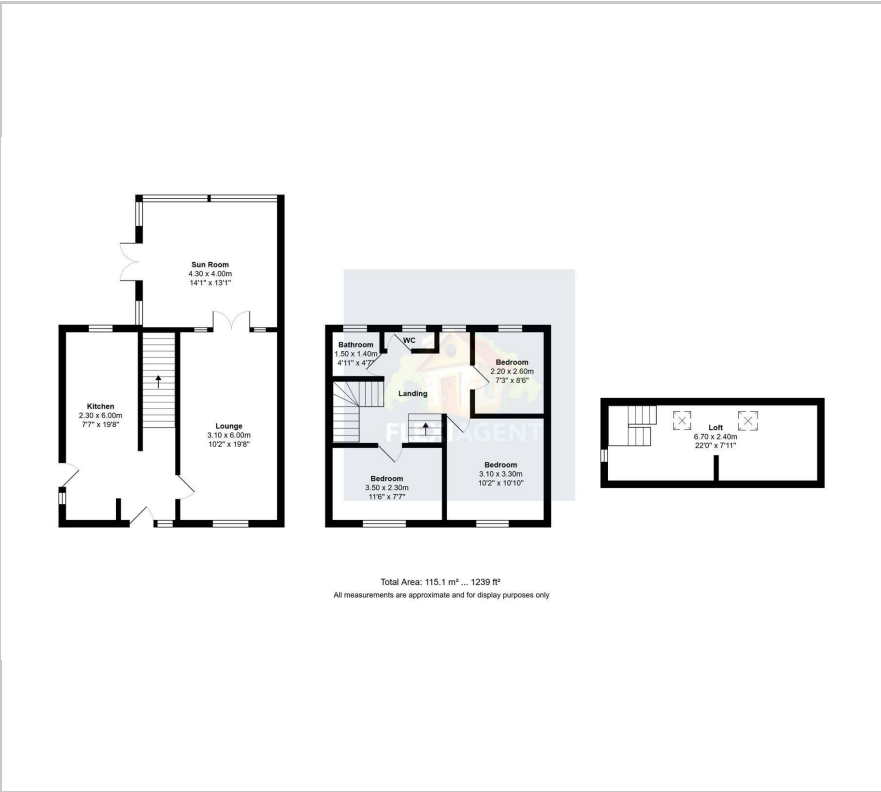 Sun Room
4.30 x 4.00m
14'1" x 13'1"
Kitchen
2.30 x 6.00m
7'7" x 19'8"
Lounge
3.10 x 6.00m
10'2" x 19'8"
Bathroom
1.50 x 1.40m
4'11" x 4'7"
WC
Bedroom
2.20 x 2.60m
7'3" x 8'6"
Landing
Bedroom
3.50 x 2.30m
11'6" x 7'7"
Bedroom
3.10 x 3.30m
10'2" x 10'10"
Loft
6.70 x 2.40m
22'0" x 7'11"
Total Area: 115.1 m² ... 1239 ft²
All measurements are approximate and for display purposes only